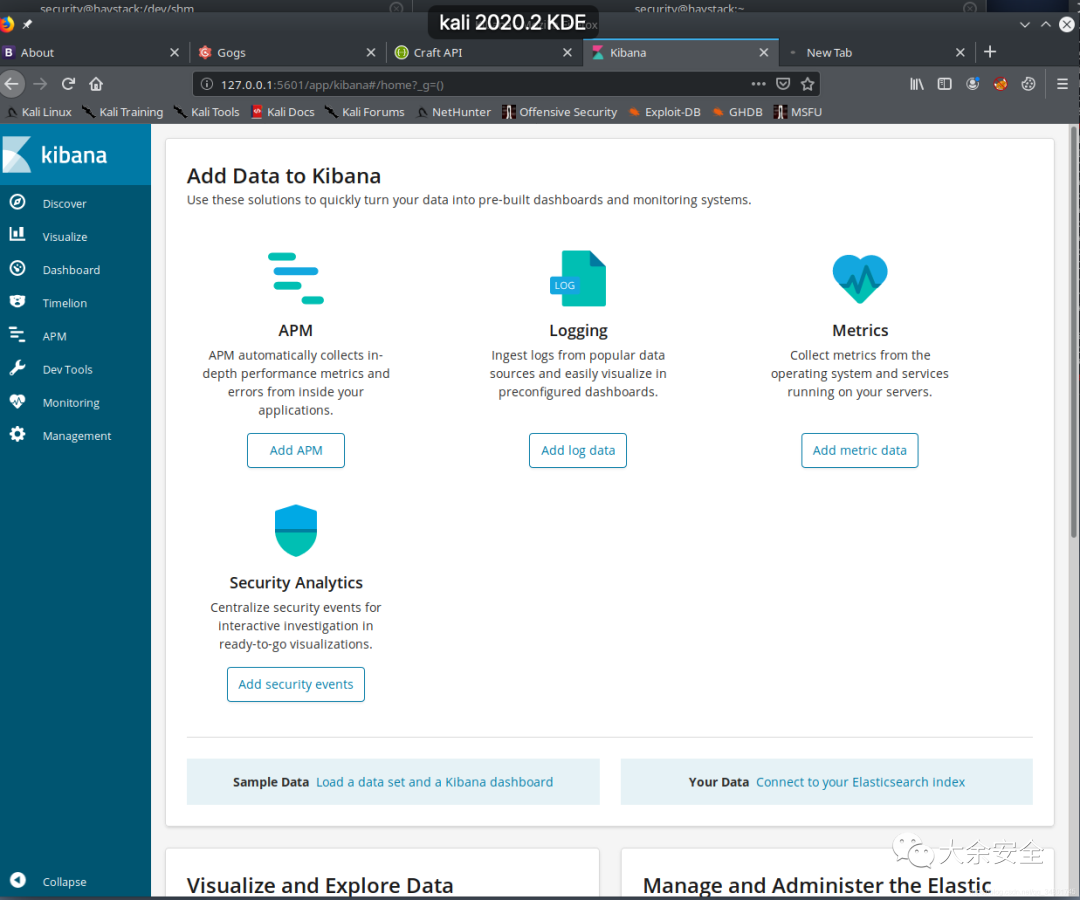 security@haystack:/dev/shm
security@haystack:~
kali 2020.2 KDE
About
Gogs
Craft API
Kibana
New Tab
127.0.0.1:5601/app/kibana#/home?_g=()
Kali Linux
Kali Training
Kali Tools
Kali Docs
Kali Forums
NetHunter
Offensive Security
Exploit-DB
GHDB
MSFU
kibana
Discover
Visualize
Dashboard
Timelion
APM
Dev Tools
Monitoring
Management
Collapse
Add Data to Kibana
Use these solutions to quickly turn your data into pre-built dashboards and monitoring systems.
APM
APM automatically collects in-
depth performance metrics and
errors from inside your
applications.
Add APM
LOG
Logging
Ingest logs from popular data
sources and easily visualize in
preconfigured dashboards.
Add log data
Metrics
Collect metrics from the
operating system and services
running on your servers.
Add metric data
Security Analytics
Centralize security events for
interactive investigation in
ready-to-go visualizations.
Add security events
Sample Data Load a data set and a Kibana dashboard
Your Data Connect to your Elasticsearch index
Visualize and Explore Data
Manage and Administer the Elastic
大余安全